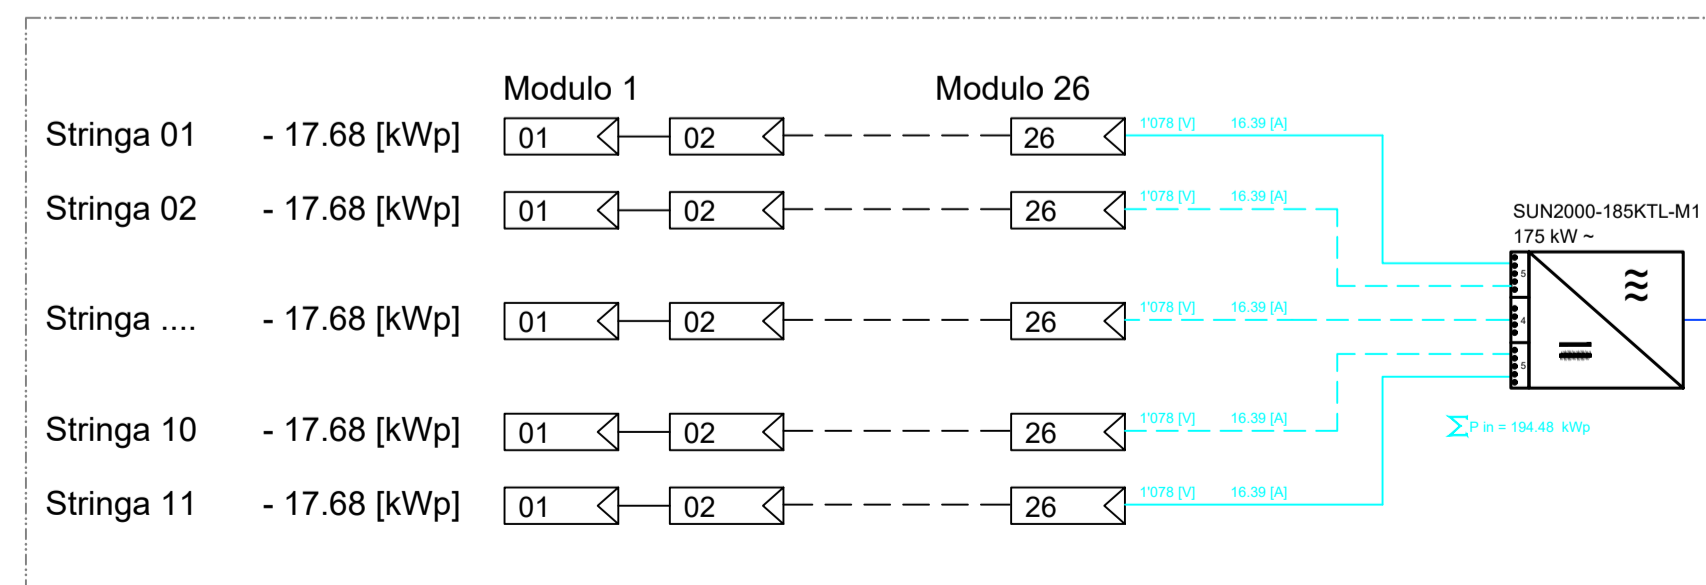 Modulo 1 Modulo 26
Stringa 01 - 17.68 [kWp] 01 02 26 1'078 [V] 16.39 [A]
Stringa 02 - 17.68 [kWp] 01 02 26 1'078 [V] 16.39 [A]
SUN2000-185KTL-M1
175 kW ~
5
Stringa .... - 17.68 [kWp] 01 02 26 1'078 [V] 16.39 [A]
4
5
Stringa 10 - 17.68 [kWp] 01 02 26 1'078 [V] 16.39 [A]
∑P in = 194.48 kWp
Stringa 11 - 17.68 [kWp] 01 02 26 1'078 [V] 16.39 [A]